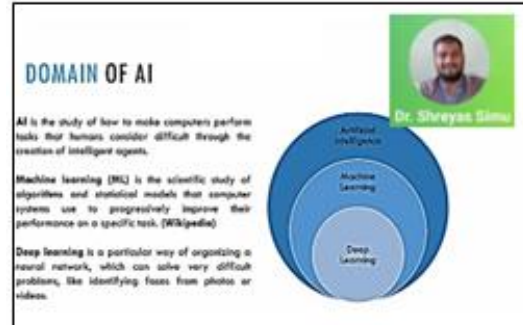 DOMAIN OF AI
AI is the study of how to make computers perform
tasks that humans consider difficult through the
creation of intelligent agents.
Machine learning (ML) is the scientific study of
algorithms and statistical models that computer
systems use to progressively improve their
performance on a specific task. (Wikipedia)
Deep learning is a particular way of organizing a
neural network, which can solve very difficult
problems, like identifying faces from photos or
videos.
Dr. Shreyas Simu
Artificial
Intelligence
Machine
Learning
Deep
Learning